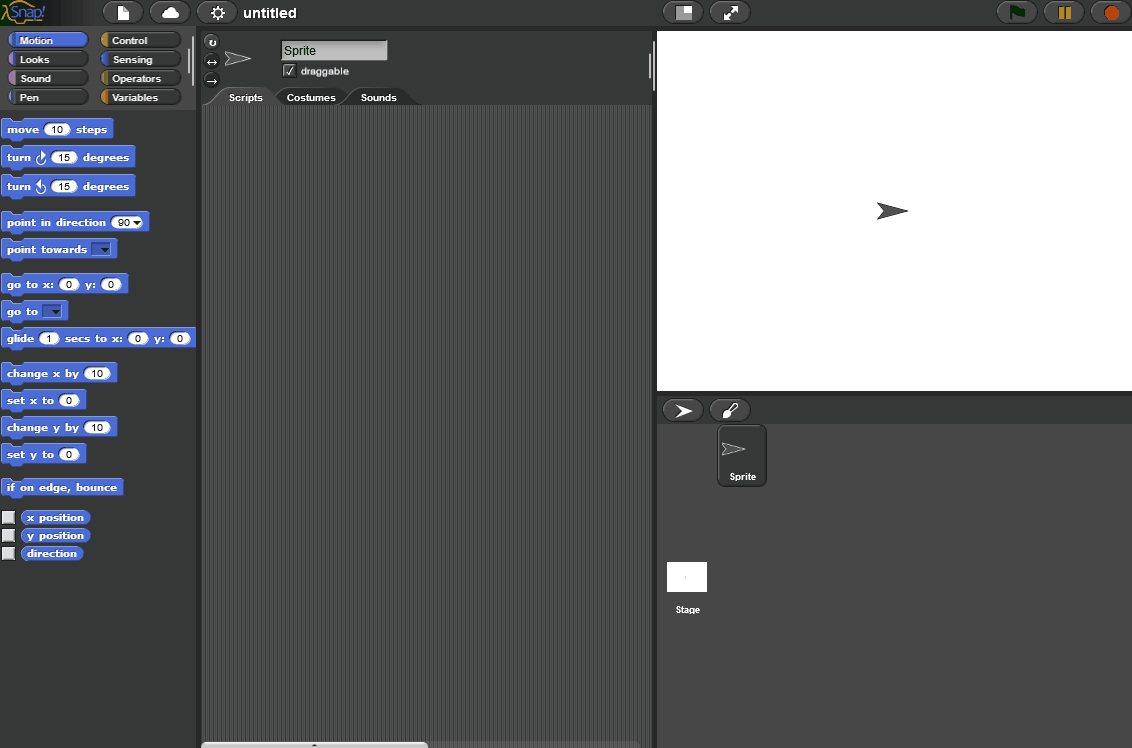 Snap!
untitled
Motion
Control
Looks
Sensing
Sound
Operators
Pen
Variables
Sprite
draggable
Scripts
Costumes
Sounds
move 10 steps
turn 15 degrees
turn 15 degrees
point in direction 90
point towards
go to x: 0 y: 0
go to
glide 1 secs to x: 0 y: 0
change x by 10
set x to 0
change y by 10
set y to 0
if on edge, bounce
x position
y position
direction
Sprite
Stage